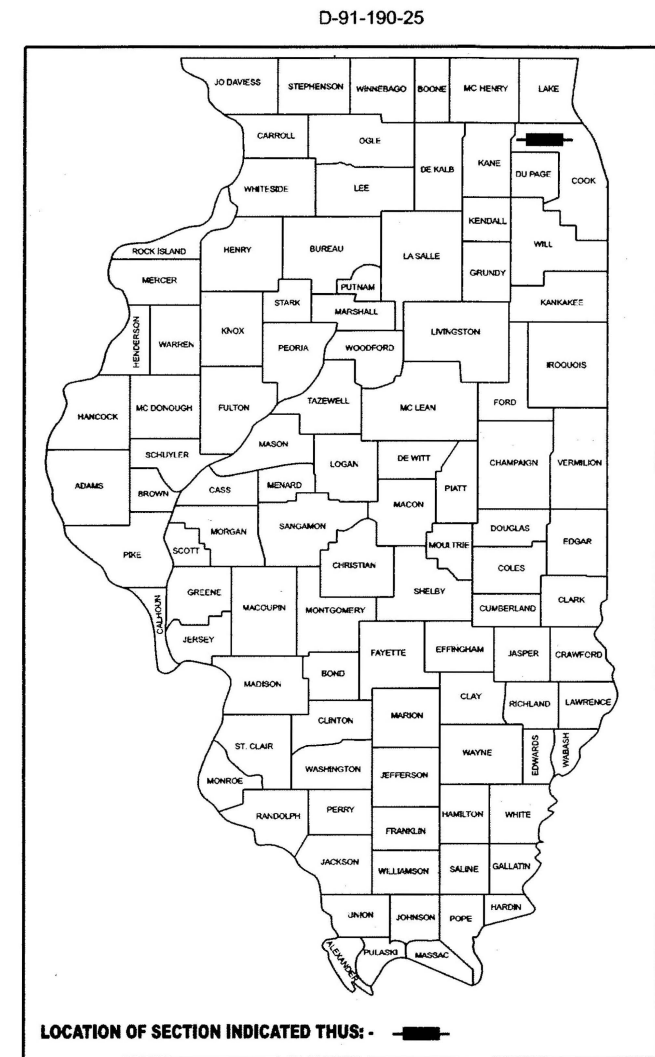 D-91-190-25
JO DAVIESS
STEPHENSON
WINNEBAGO
BOONE
MC HENRY
LAKE
CARROLL
OGLE
DE KALB
KANE
DU PAGE
COOK
WHITESIDE
LEE
KENDALL
WILL
ROCK ISLAND
HENRY
BUREAU
LA SALLE
GRUNDY
MERCER
PUTNAM
STARK
MARSHALL
KANKAKEE
HENDERSON
WARREN
KNOX
PEORIA
WOODFORD
LIVINGSTON
IROQUOIS
HANCOCK
MC DONOUGH
FULTON
TAZEWELL
MC LEAN
FORD
SCHUYLER
MASON
LOGAN
DE WITT
CHAMPAIGN
VERMILION
ADAMS
BROWN
CASS
MENARD
PIATT
MACON
PIKE
SCOTT
MORGAN
SANGAMON
CHRISTIAN
MOULTRIE
DOUGLAS
EDGAR
COLES
CALHOUN
GREENE
MACOUPIN
MONTGOMERY
SHELBY
CUMBERLAND
CLARK
JERSEY
FAYETTE
EFFINGHAM
JASPER
CRAWFORD
MADISON
BOND
CLAY
RICHLAND
LAWRENCE
CLINTON
MARION
ST. CLAIR
WAYNE
EDWARDS
WABASH
WASHINGTON
JEFFERSON
MONROE
RANDOLPH
PERRY
HAMILTON
WHITE
FRANKLIN
JACKSON
WILLIAMSON
SALINE
GALLATIN
UNION
JOHNSON
POPE
HARDIN
ALEXANDER
PULASKI
MASSAC
LOCATION OF SECTION INDICATED THUS: -